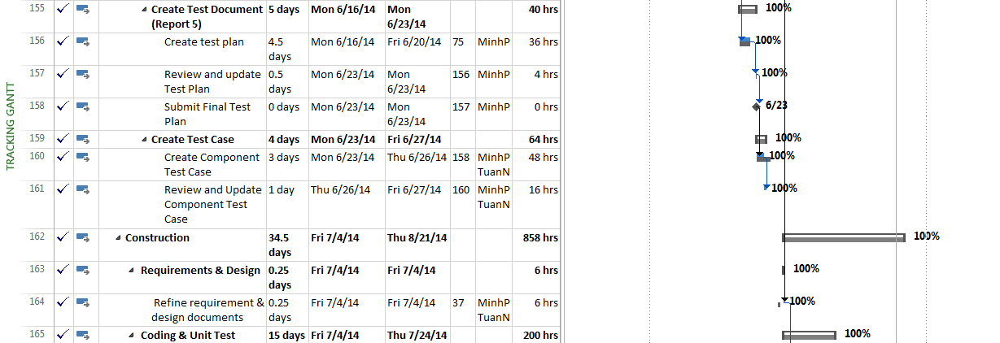 TRACKING GANTT
155 Create Test Document 5 days Mon 6/16/14 Mon 40 hrs 100%
(Report 5) 6/23/14
156 Create test plan 4.5 Mon 6/16/14 Fri 6/20/14 75 MinhP 36 hrs 100%
days
157 Review and update 0.5 Mon 6/23/14 Mon 156 MinhP 4 hrs 100%
Test Plan days 6/23/14
158 Submit Final Test 0 days Mon 6/23/14 Mon 157 MinhP 0 hrs 6/23
Plan 6/23/14
159 Create Test Case 4 days Mon 6/23/14 Fri 6/27/14 64 hrs 100%
160 Create Component 3 days Mon 6/23/14 Thu 6/26/14 158 MinhP 48 hrs 100%
Test Case TuanN
161 Review and Update 1 day Thu 6/26/14 Fri 6/27/14 160 MinhP 16 hrs 100%
Component Test TuanN
Case
162 Construction 34.5 Fri 7/4/14 Thu 8/21/14 858 hrs 100%
days
163 Requirements & Design 0.25 Fri 7/4/14 Fri 7/4/14 6 hrs 100%
days
164 Refine requirement & 0.25 Fri 7/4/14 Fri 7/4/14 37 MinhP 6 hrs 100%
design documents days TuanN
165 Coding & Unit Test 15 days Fri 7/4/14 Thu 7/24/14 200 hrs 100%